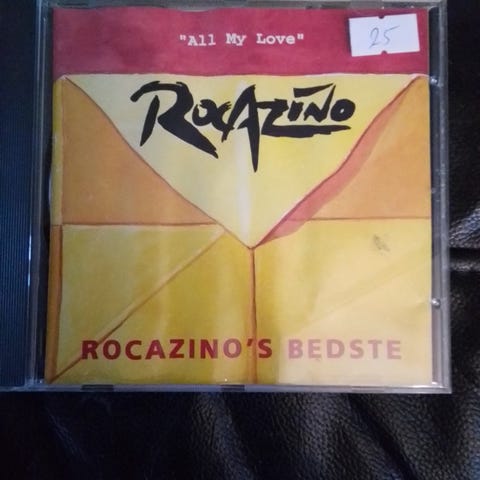 "All My Love"
25
ROCAZINO
ROCAZINO'S BEDSTE